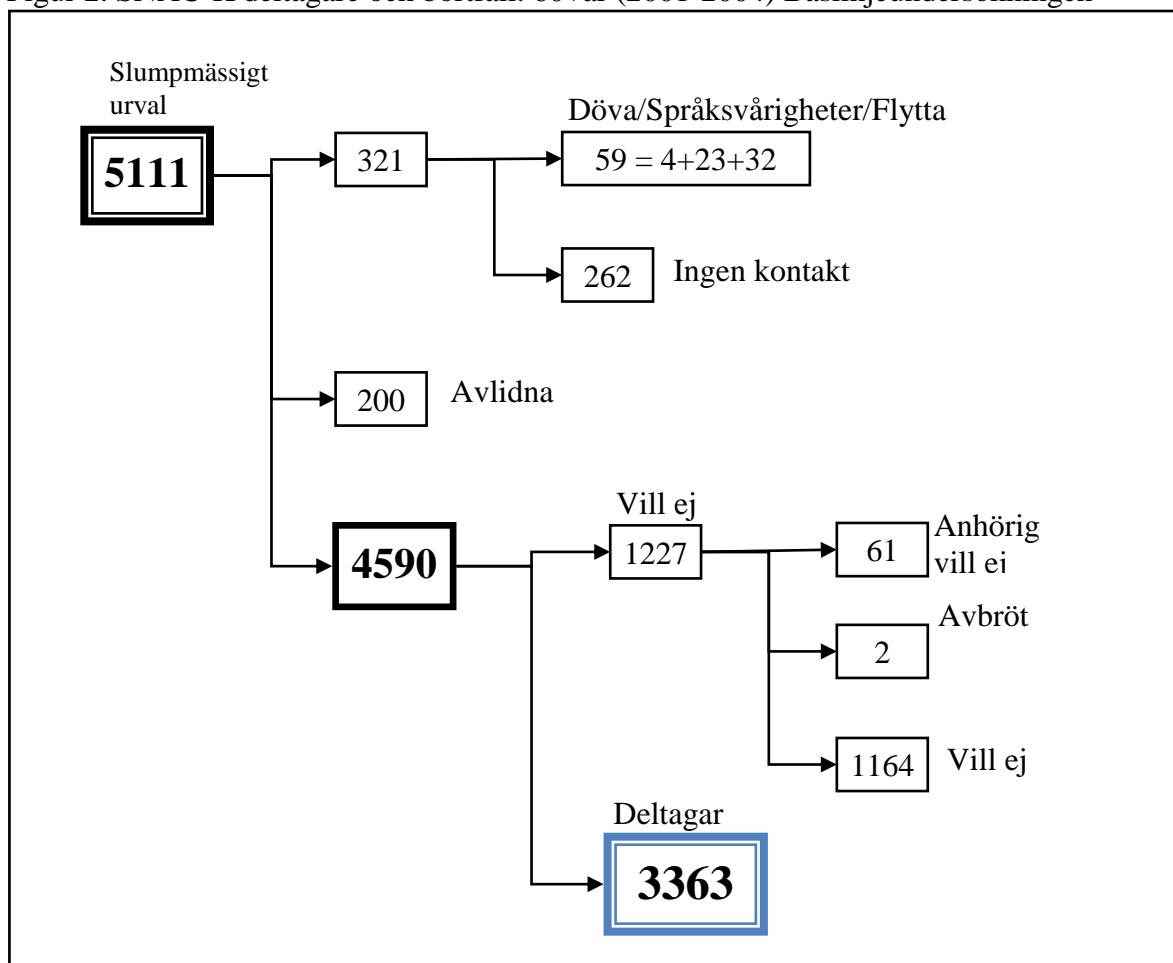 Slumpmässigt
urval
5111
321
Döva/Språksvårigheter/Flytta
59 = 4+23+32
262
Ingen kontakt
200
Avlidna
4590
Vill ej
1227
61
Anhörig
vill ej
2
Avbröt
1164
Vill ej
Deltagar
3363